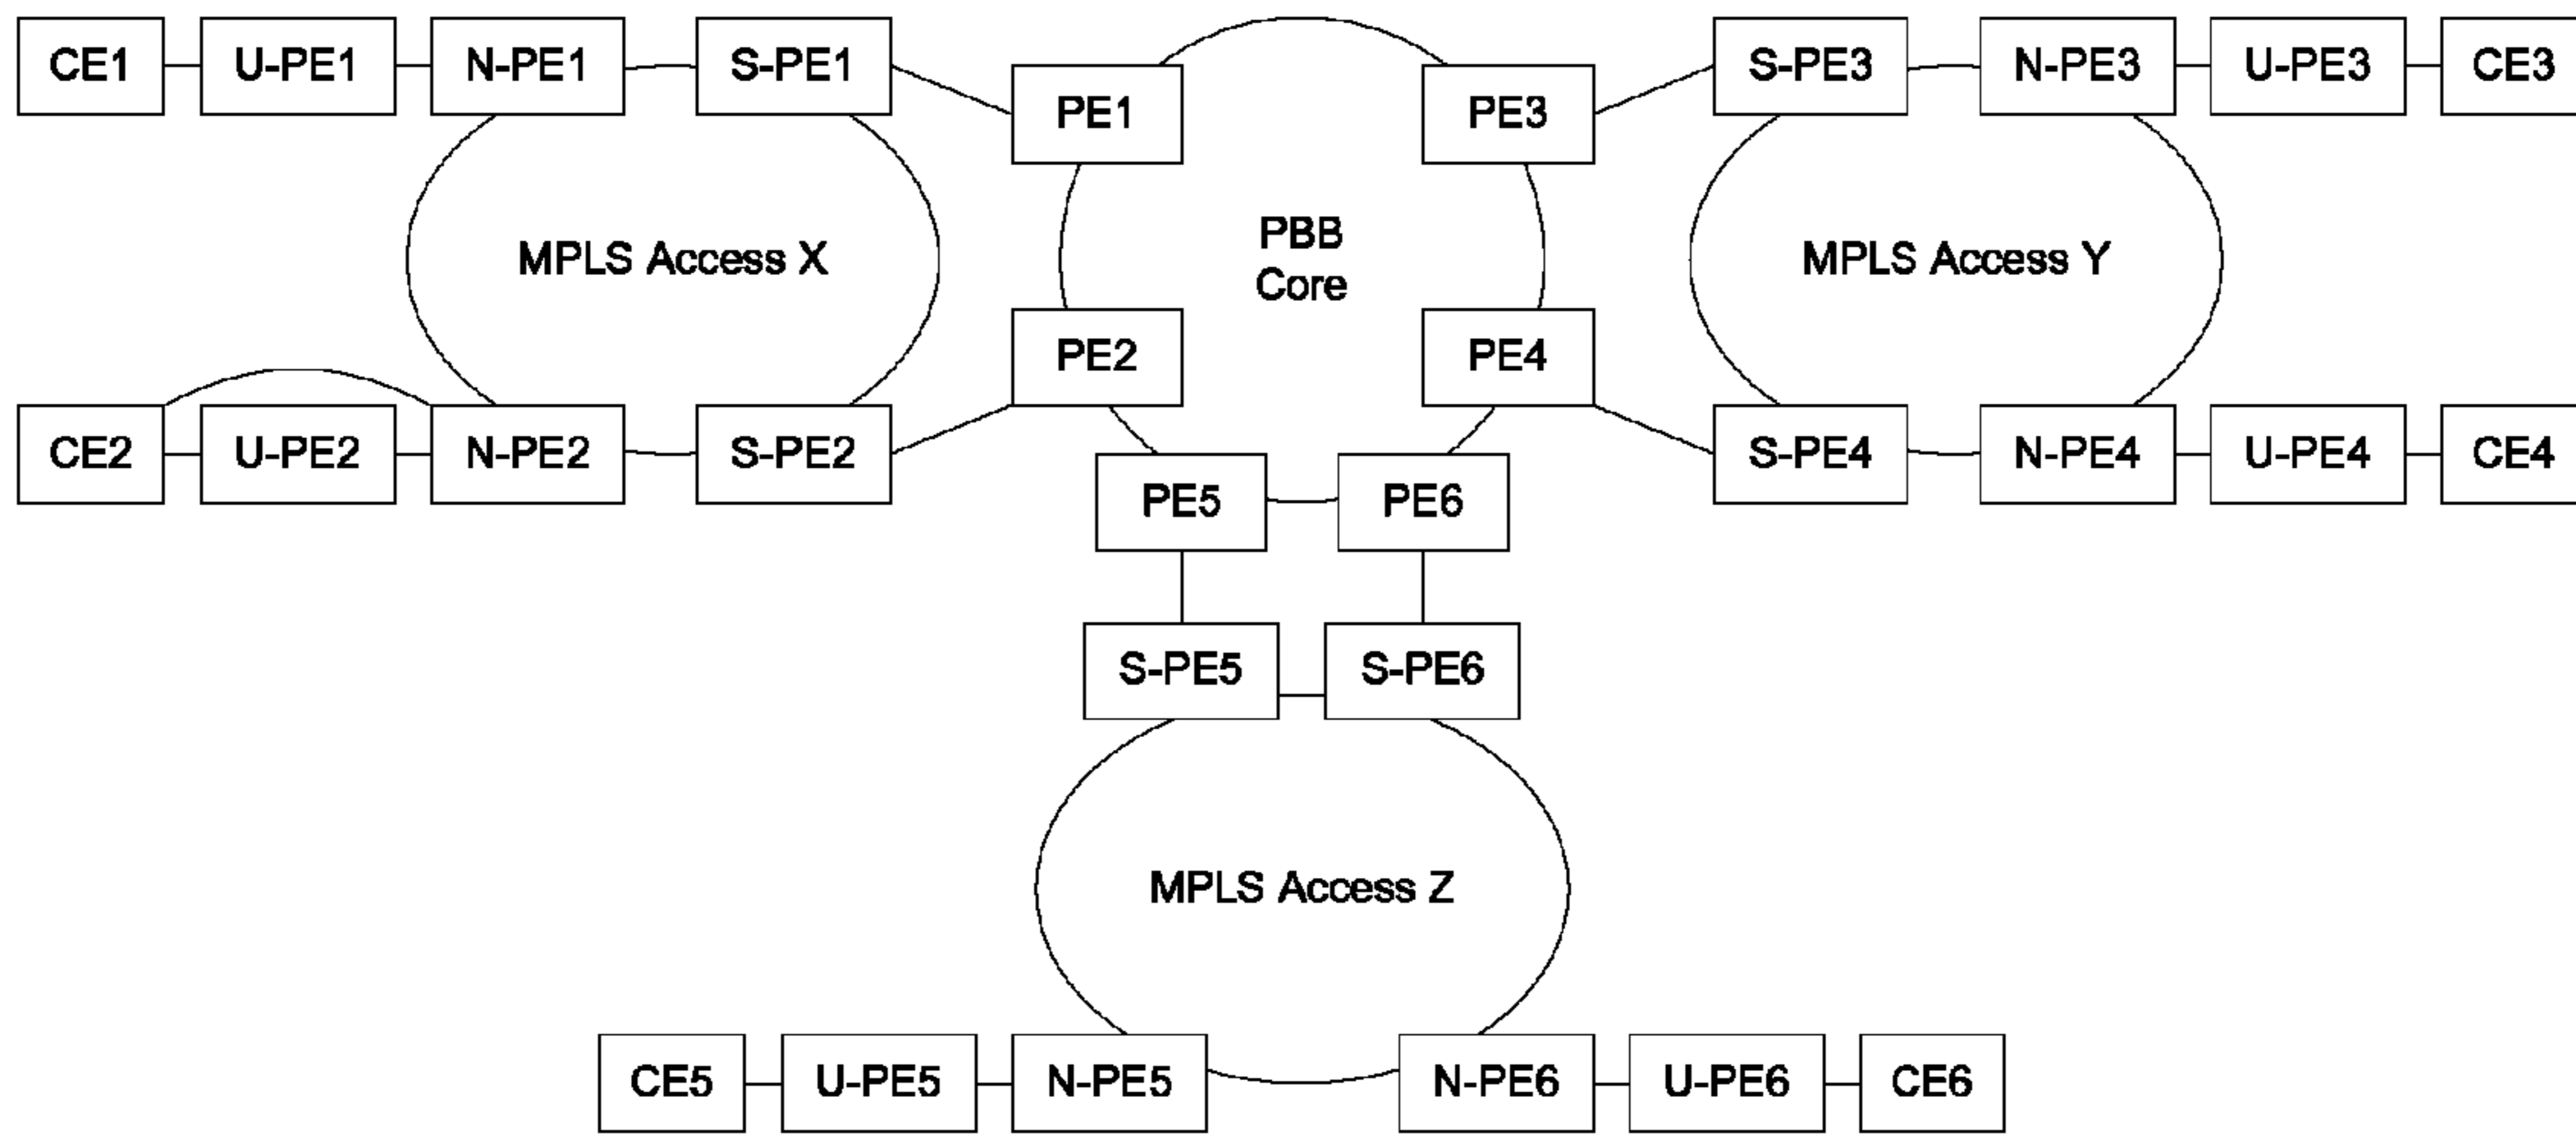 CE1
U-PE1
N-PE1
S-PE1
PE1
PE3
S-PE3
N-PE3
U-PE3
CE3
MPLS Access X
PBB
Core
MPLS Access Y
PE2
PE4
CE2
U-PE2
N-PE2
S-PE2
S-PE4
N-PE4
U-PE4
CE4
PE5
PE6
S-PE5
S-PE6
MPLS Access Z
CE5
U-PE5
N-PE5
N-PE6
U-PE6
CE6